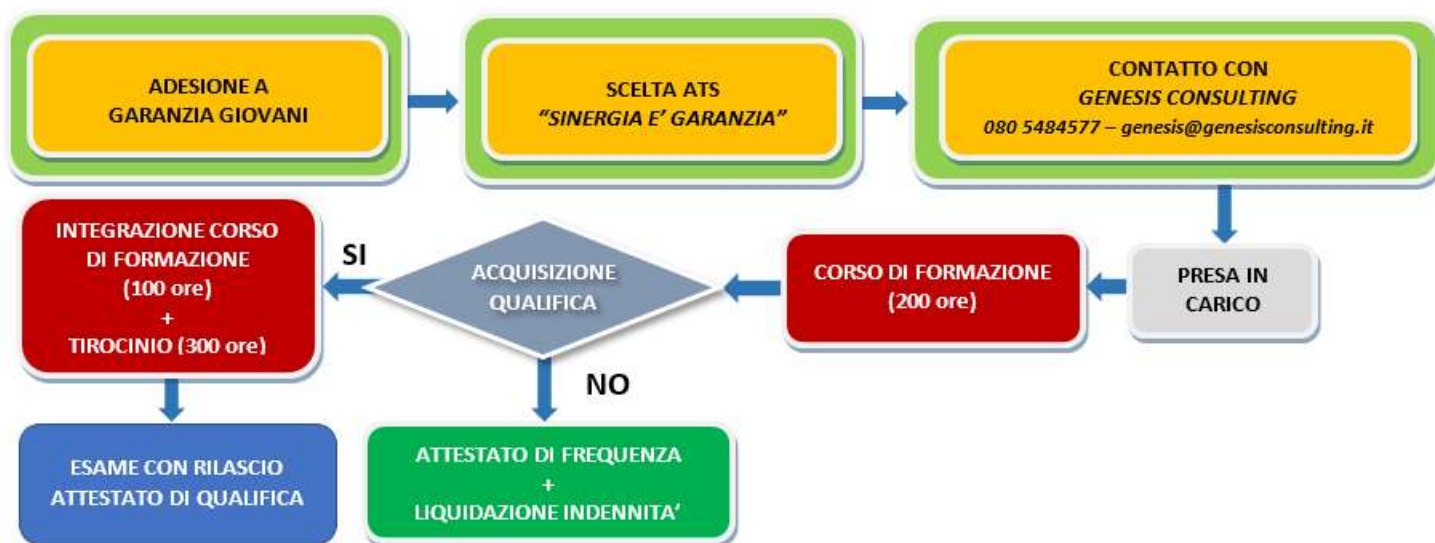 ADESIONE A
GARANZIA GIOVANI
SCELTA ATS
“SINERGIA E’ GARANZIA”
CONTATTO CON
GENESIS CONSULTING
080 5484577 – genesis@genesisconsulting.it
PRESA IN
CARICO
CORSO DI FORMAZIONE
(200 ore)
ACQUISIZIONE
QUALIFICA
SI
INTEGRAZIONE CORSO
DI FORMAZIONE
(100 ore)
+
TIROCINIO (300 ore)
ESAME CON RILASCIO
ATTESTATO DI QUALIFICA
NO
ATTESTATO DI FREQUENZA
+
LIQUIDAZIONE INDENNITA’